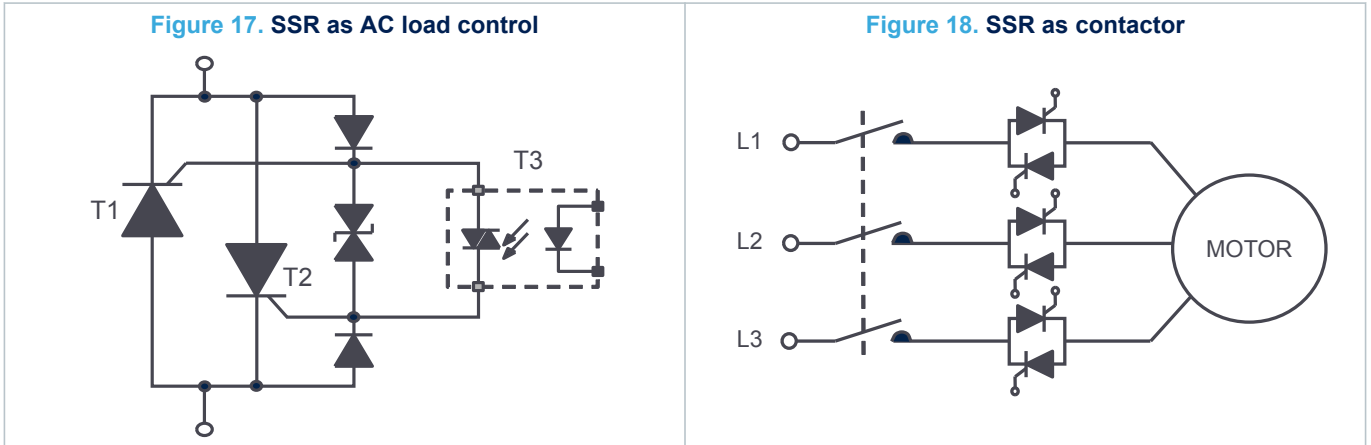 Figure 17. SSR as AC load control
T3
T1
T2
Figure 18. SSR as contactor
L1
L2
MOTOR
L3